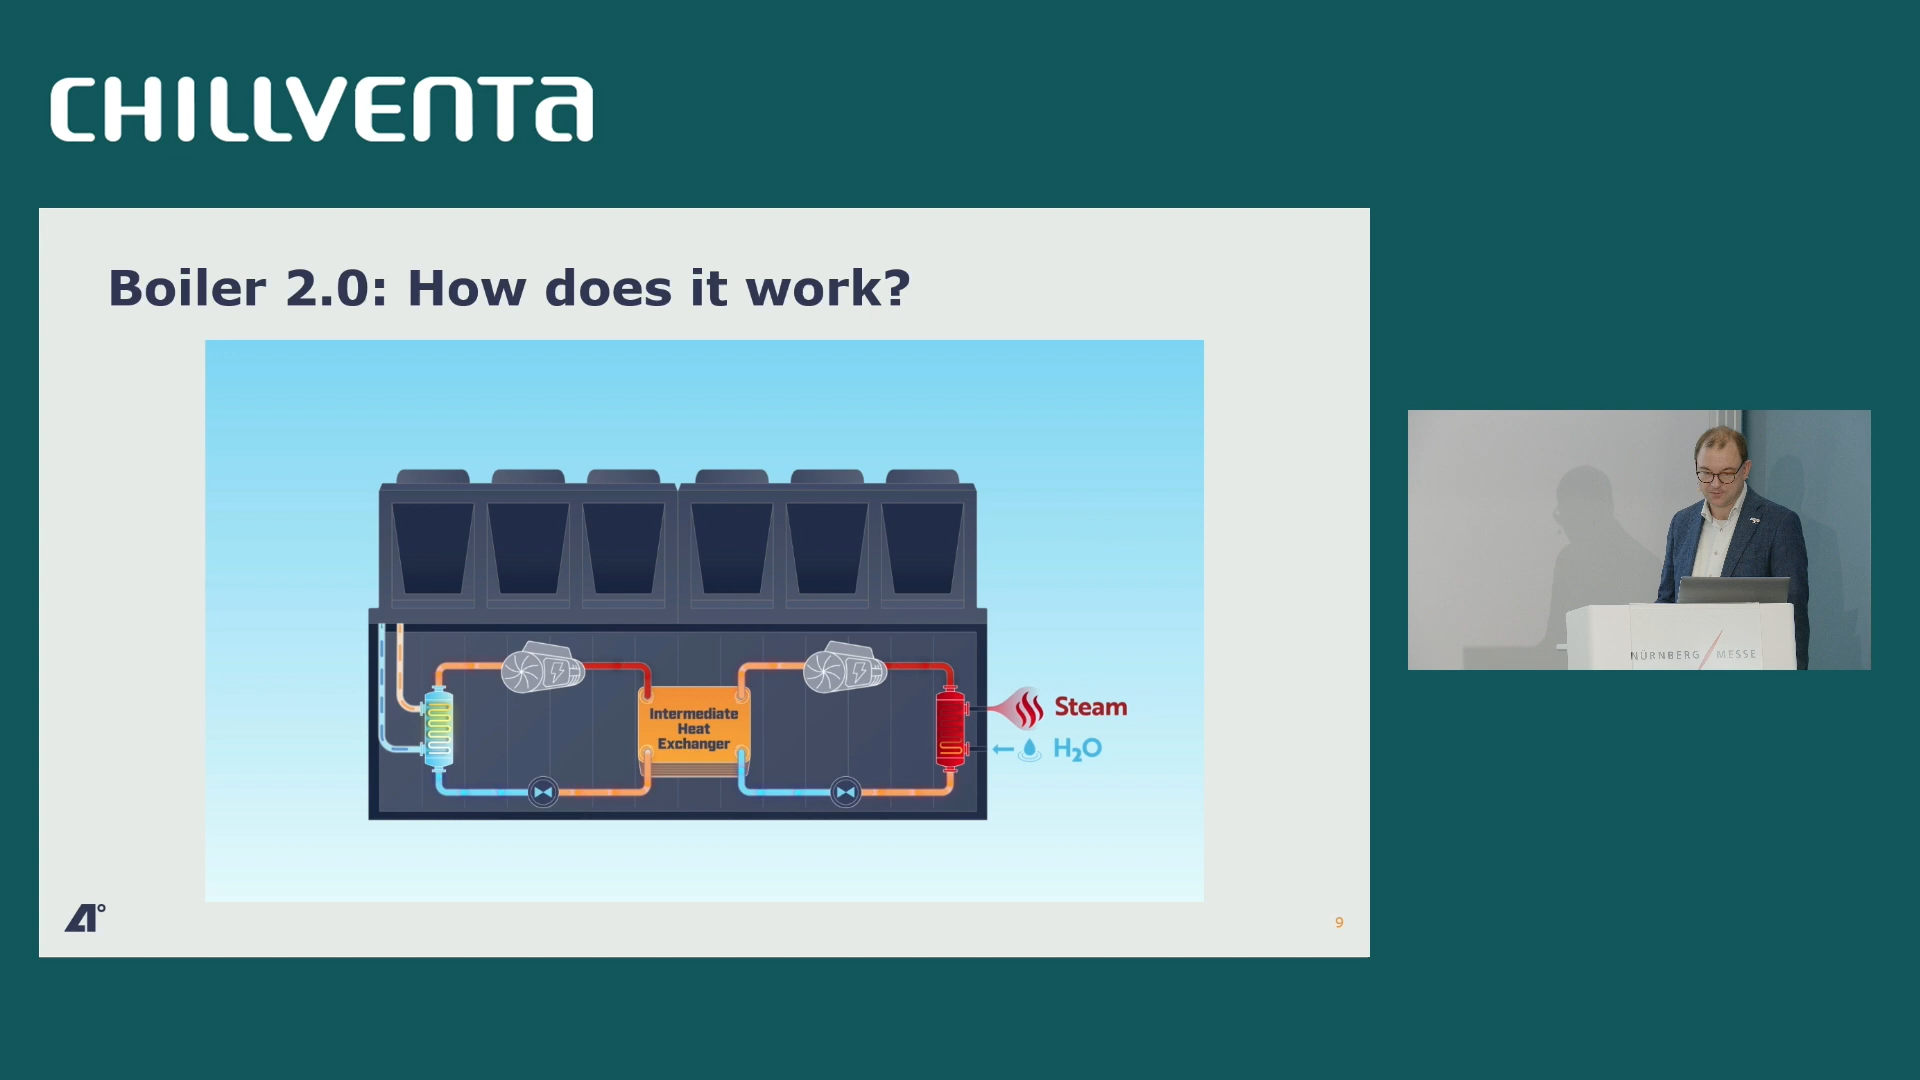 CHILLVENTA
Boiler 2.0: How does it work?
Intermediate
Heat
Exchanger
Steam
H₂O
NÜRNBERG MESSE
A°
9